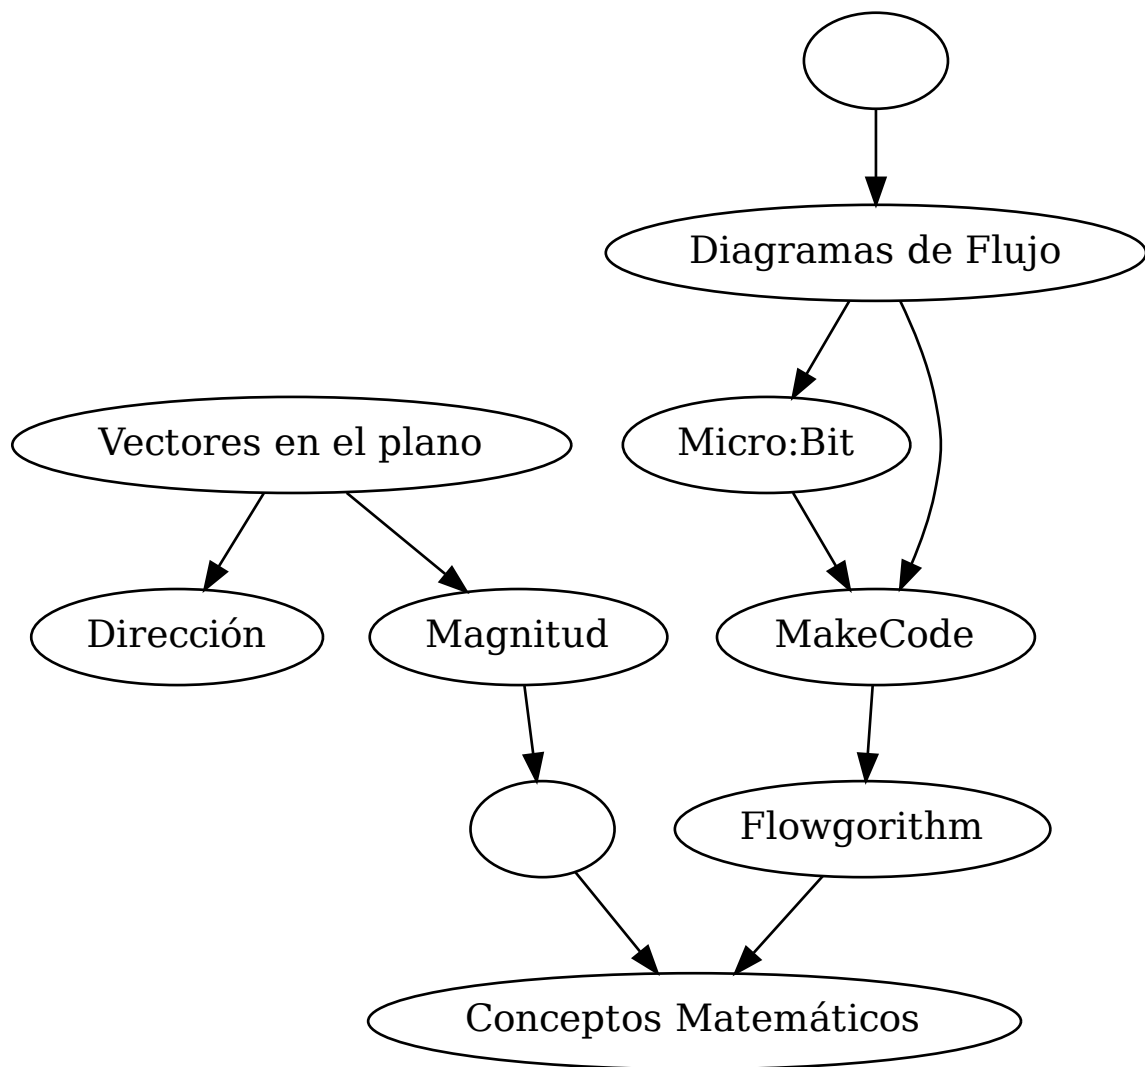 Diagramas de Flujo
Vectores en el plano
Micro:Bit
Dirección
Magnitud
MakeCode
Flowgorithm
Conceptos Matemáticos